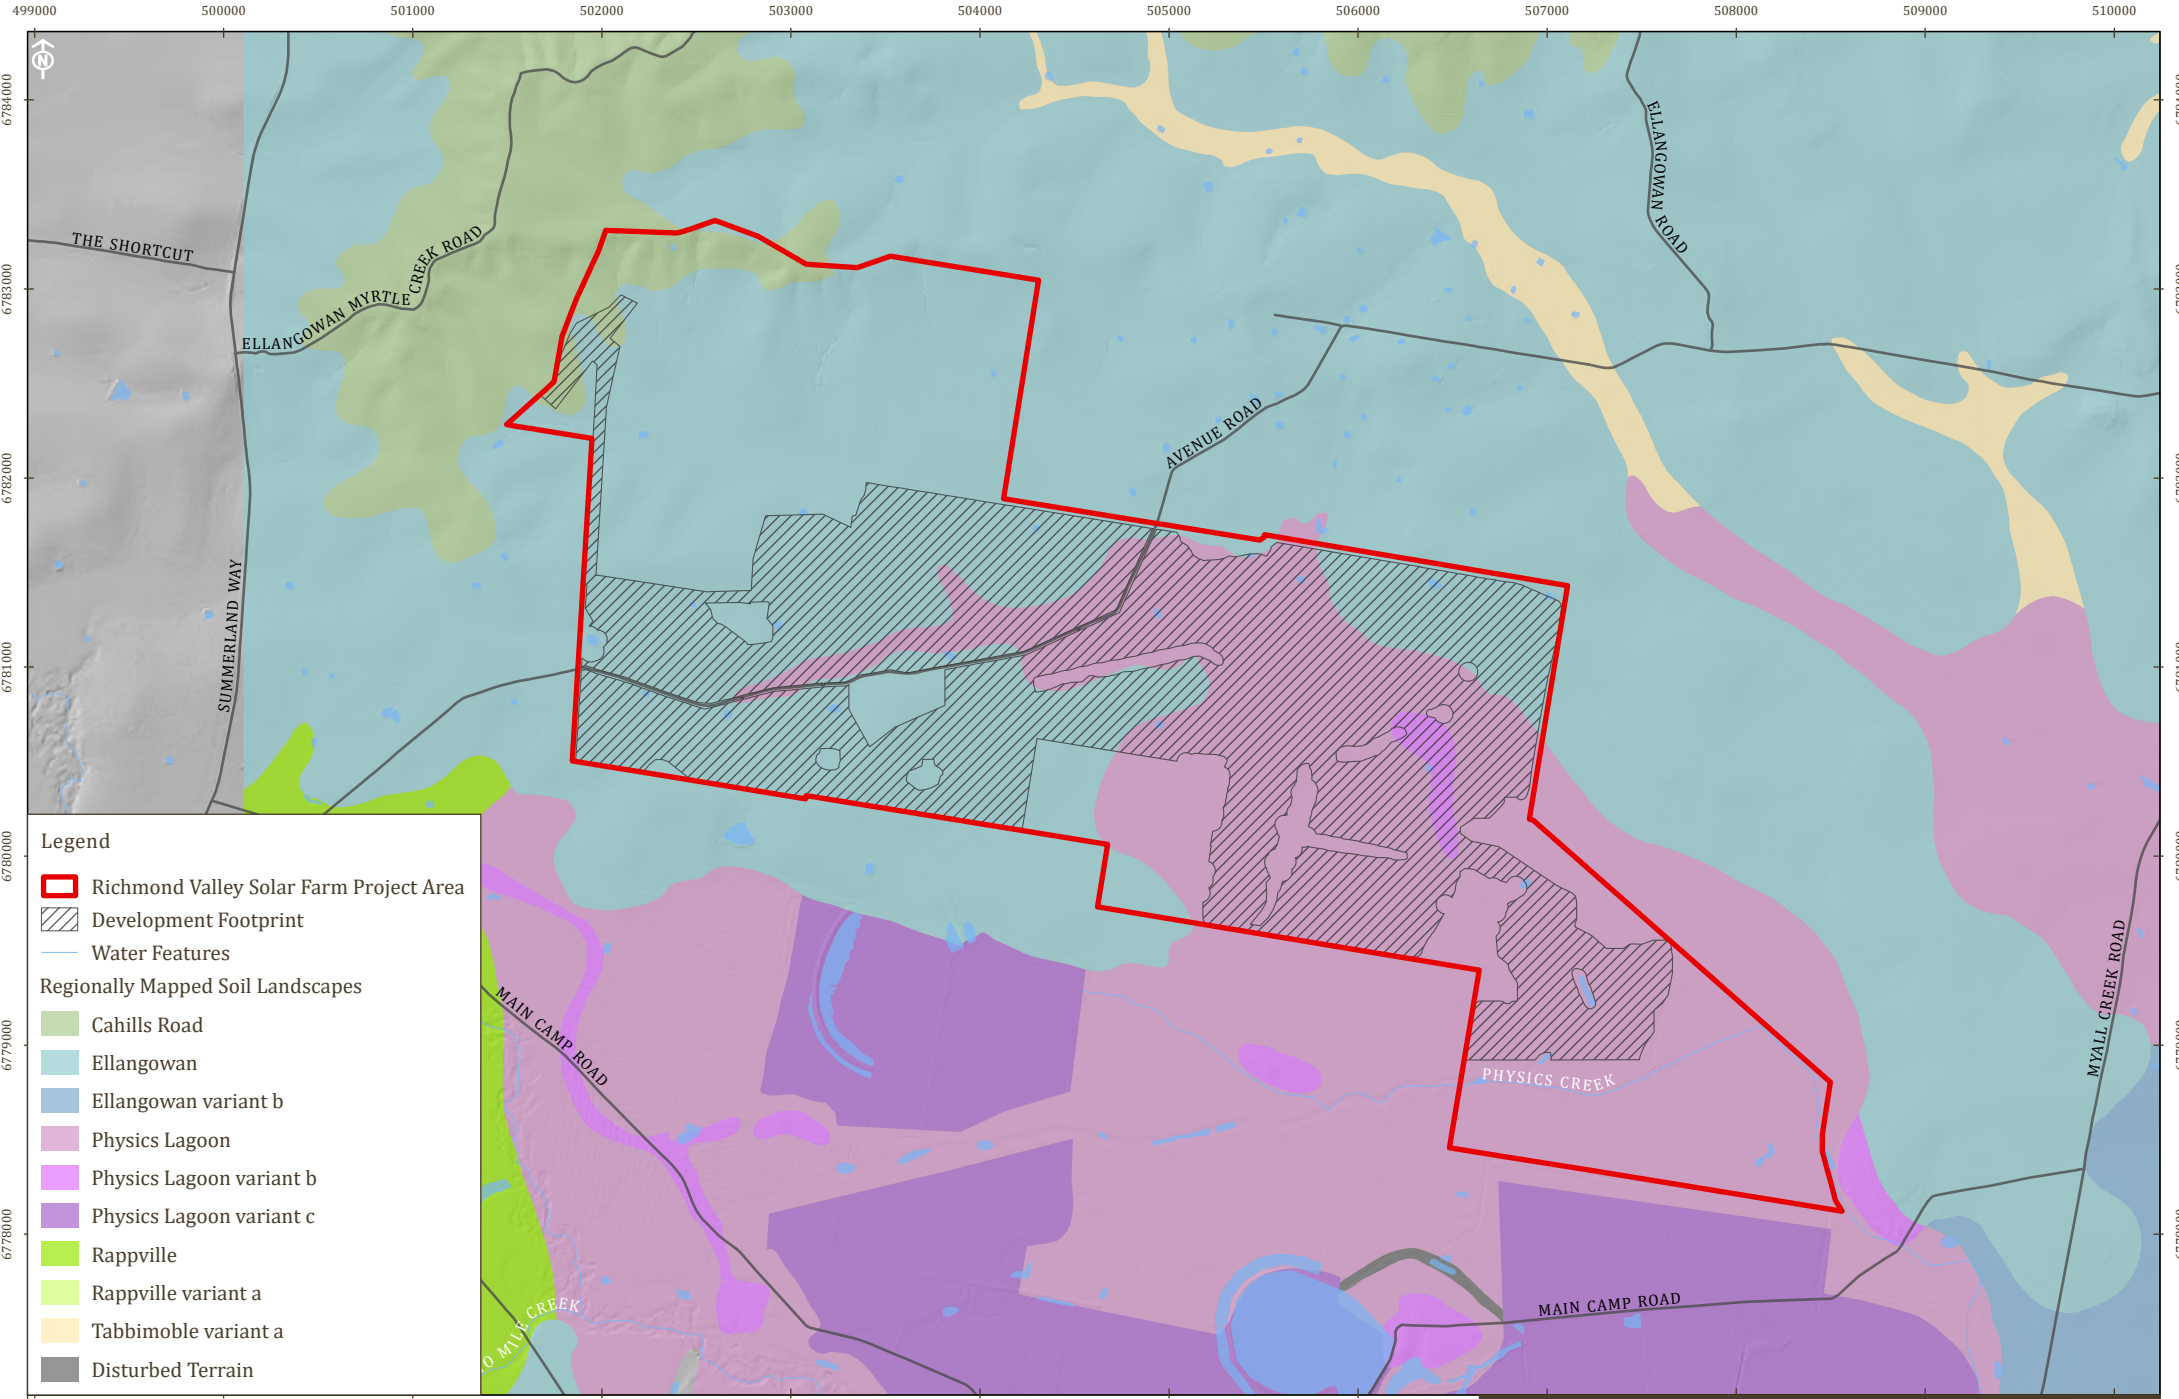 499000 500000 501000 502000 503000 504000 505000 506000 507000 508000 509000 510000
6784000
6783000
6782000
6781000
6780000
6779000
6778000
N
ELLANGOWAN ROAD
THE SHORTCUT
ELLANGOWAN MYRTLE CREEK ROAD
AVENUE ROAD
SUMMERLAND WAY
MYALL CREEK ROAD
MAIN CAMP ROAD
PHYSICS CREEK
MAIN CAMP ROAD
O MILE CREEK
Legend
Richmond Valley Solar Farm Project Area
Development Footprint
Water Features
Regionally Mapped Soil Landscapes
Cahills Road
Ellangowan
Ellangowan variant b
Physics Lagoon
Physics Lagoon variant b
Physics Lagoon variant c
Rappville
Rappville variant a
Tabbimoble variant a
Disturbed Terrain